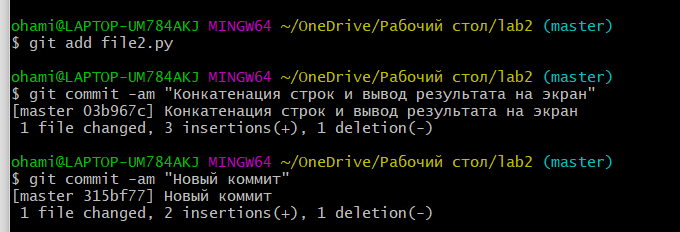 ohami@LAPTOP-UM784AKJ MINGW64 ~/OneDrive/Рабочий стол/lab2 (master)
$ git add file2.py
ohami@LAPTOP-UM784AKJ MINGW64 ~/OneDrive/Рабочий стол/lab2 (master)
$ git commit -am "Конкатенация строк и вывод результата на экран"
[master 03b967c] Конкатенация строк и вывод результата на экран
1 file changed, 3 insertions(+), 1 deletion(-)
ohami@LAPTOP-UM784AKJ MINGW64 ~/OneDrive/Рабочий стол/lab2 (master)
$ git commit -am "Новый коммит"
[master 315bf77] Новый коммит
1 file changed, 2 insertions(+), 1 deletion(-)